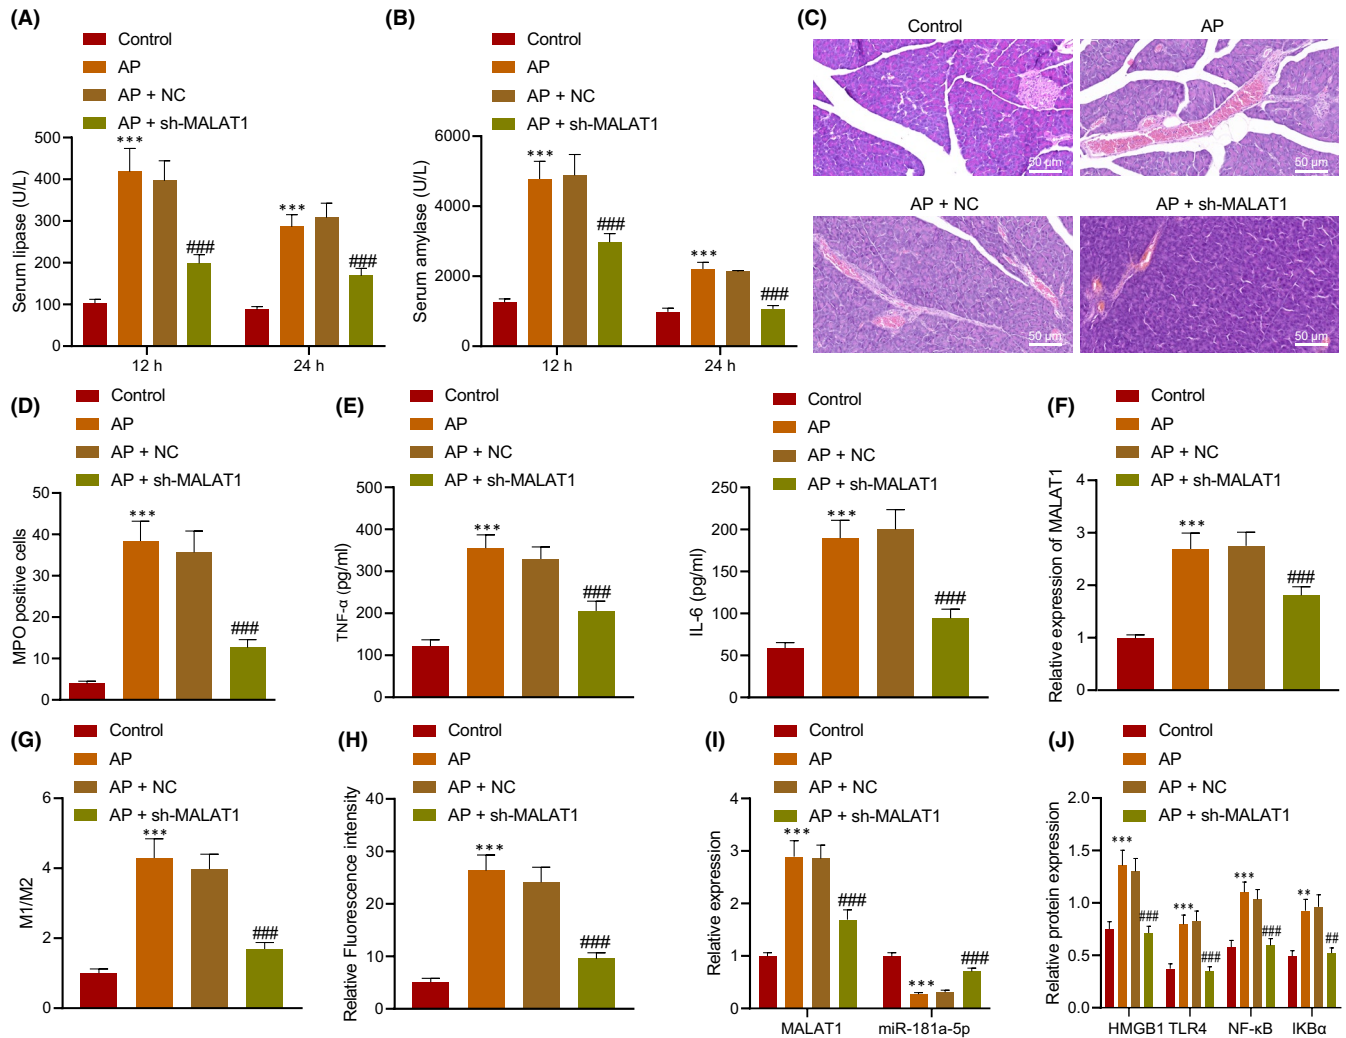 (A)
Control
AP
AP + NC
AP + sh-MALAT1
Serum lipase (U/L)
500
400
300
200
100
0
***
###
***
###
12 h
24 h
(B)
Control
AP
AP + NC
AP + sh-MALAT1
Serum amylase (U/L)
6000
4000
2000
0
***
###
***
###
12 h
24 h
(C)
Control
AP
50 μm
50 μm
AP + NC
AP + sh-MALAT1
50 μm
50 μm
(D)
Control
AP
AP + NC
AP + sh-MALAT1
MPO positive cells
50
40
30
20
10
0
***
###
(E)
Control
AP
AP + NC
AP + sh-MALAT1
TNF-α (pg/ml)
500
400
300
200
100
0
***
###
Control
AP
AP + NC
AP + sh-MALAT1
IL-6 (pg/ml)
250
200
150
100
50
0
***
###
(F)
Control
AP
AP + NC
AP + sh-MALAT1
Relative expression of MALAT1
4
3
2
1
0
***
###
(G)
Control
AP
AP + NC
AP + sh-MALAT1
M1/M2
6
4
2
0
***
###
(H)
Control
AP
AP + NC
AP + sh-MALAT1
Relative Fluorescence intensity
40
30
20
10
0
***
###
(I)
Control
AP
AP + NC
AP + sh-MALAT1
Relative expression
4
3
2
1
0
***
###
***
###
MALAT1
miR-181a-5p
(J)
Control
AP
AP + NC
AP + sh-MALAT1
Relative protein expression
2.0
1.5
1.0
0.5
0.0
***
###
***
###
***
###
**
##
HMGB1 TLR4 NF-κB IKBα